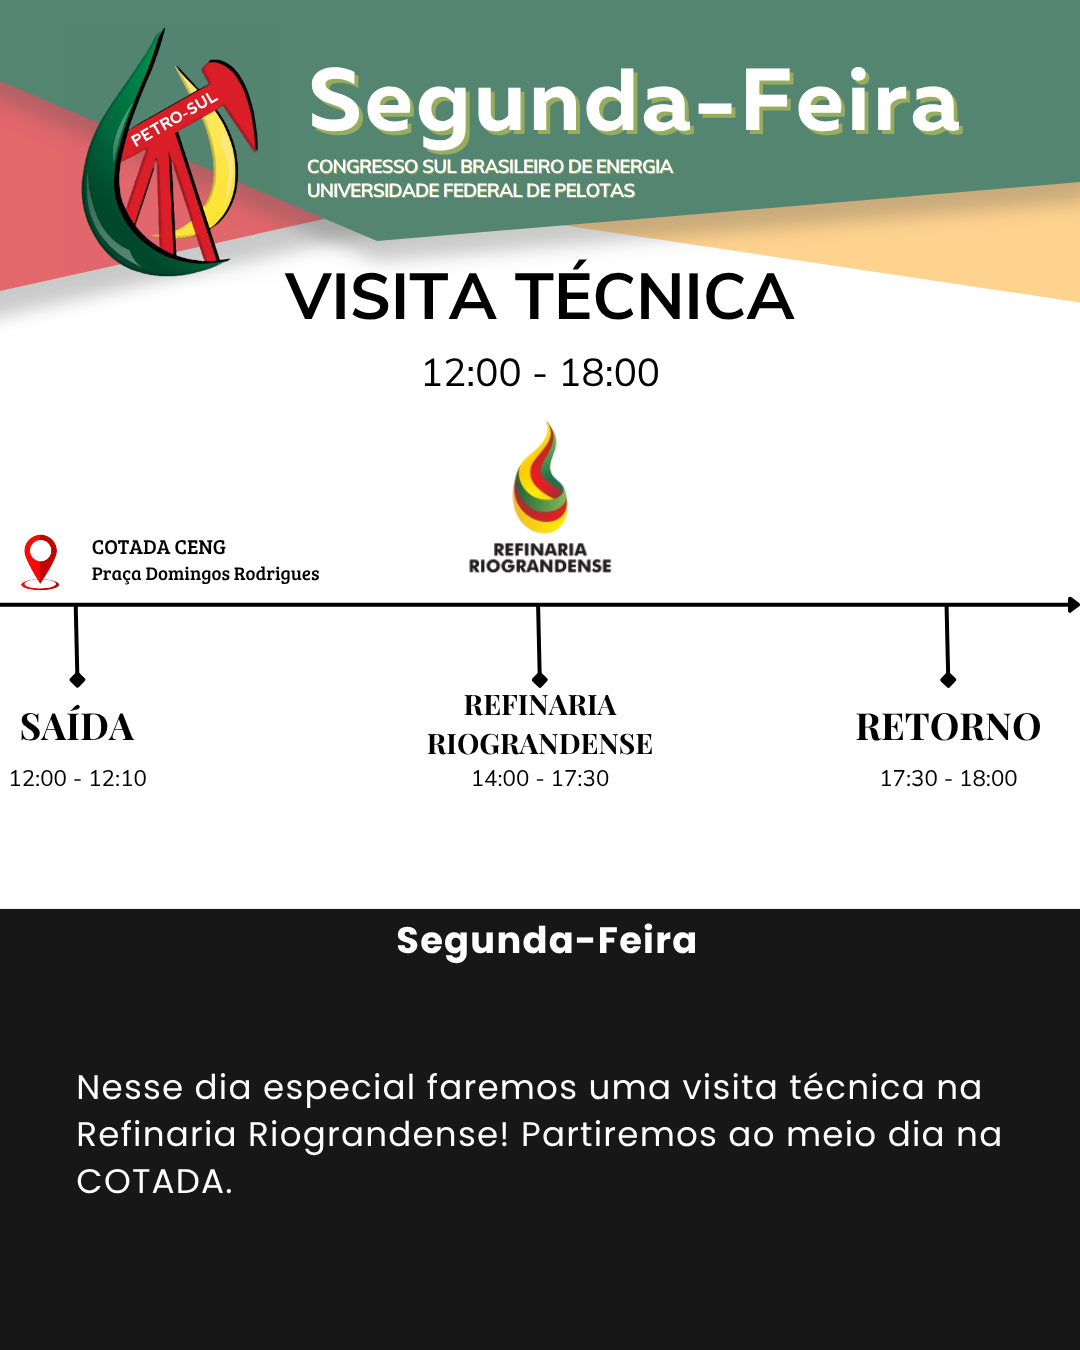 PETRO-SUL
Segunda-Feira
CONGRESSO SUL BRASILEIRO DE ENERGIA
UNIVERSIDADE FEDERAL DE PELOTAS
VISITA TÉCNICA
12:00 - 18:00
REFINARIA
RIOGRANDENSE
COTADA CENG
Praça Domingos Rodrigues
SAÍDA
12:00 - 12:10
REFINARIA
RIOGRANDENSE
14:00 - 17:30
RETORNO
17:30 - 18:00
Segunda-Feira
Nesse dia especial faremos uma visita técnica na
Refinaria Riograndense! Partiremos ao meio dia na
COTADA.